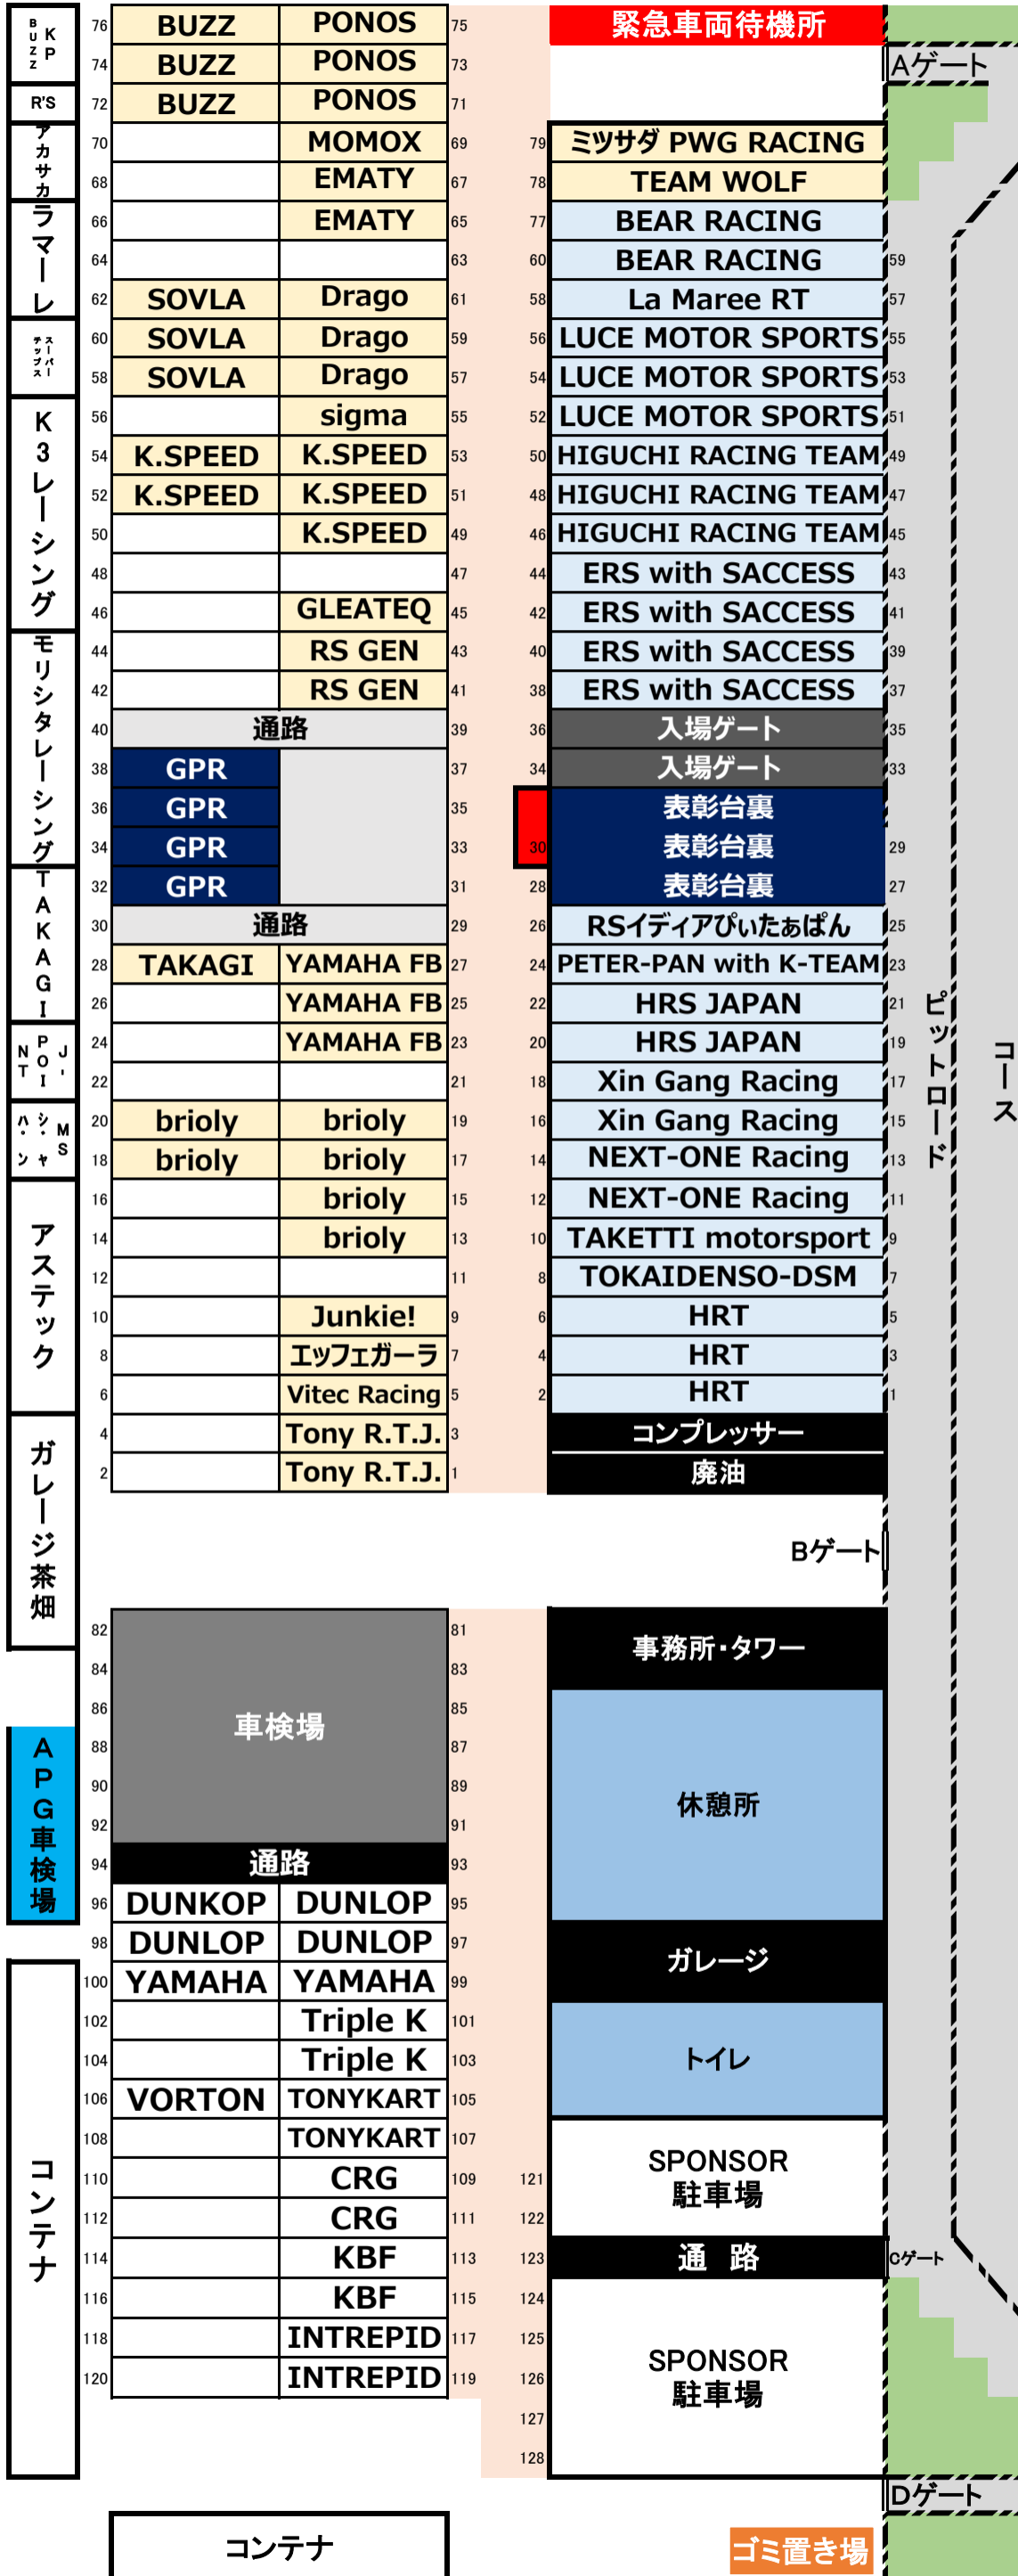 KP BUZZ 76 BUZZ PONOS 75 緊急車両待機所
74 BUZZ PONOS 73 Aゲート
R'S 72 BUZZ PONOS 71
アカサカ 70 MOMOX 69 79 ミツサダ PWG RACING
68 EMATY 67 78 TEAM WOLF
ラマーレ 66 EMATY 65 77 BEAR RACING
64 63 60 BEAR RACING 59
62 SOVLA Drago 61 58 La Maree RT 57
スーパーチップス 60 SOVLA Drago 59 56 LUCE MOTOR SPORTS 55
58 SOVLA Drago 57 54 LUCE MOTOR SPORTS 53
K3レーシング 56 sigma 55 52 LUCE MOTOR SPORTS 51
54 K.SPEED K.SPEED 53 50 HIGUCHI RACING TEAM 49
52 K.SPEED K.SPEED 51 48 HIGUCHI RACING TEAM 47
50 K.SPEED 49 46 HIGUCHI RACING TEAM 45
48 47 44 ERS with SACCESS 43
46 GLEATEQ 45 42 ERS with SACCESS 41
モリシタレーシング 44 RS GEN 43 40 ERS with SACCESS 39
42 RS GEN 41 38 ERS with SACCESS 37
40 通路 39 36 入場ゲート 35
38 GPR 37 34 入場ゲート 33
36 GPR 35 表彰台裏
34 GPR 33 30 表彰台裏 29
TAKAGI 32 GPR 31 28 表彰台裏 27
30 通路 29 26 RSイディアぴぃたぁぱん 25
28 TAKAGI YAMAHA FB 27 24 PETER-PAN with K-TEAM 23
26 YAMAHA FB 25 22 HRS JAPAN 21
J-POINT 24 YAMAHA FB 23 20 HRS JAPAN 19
22 21 18 Xin Gang Racing 17
MSシ・ャハ・ン 20 brioly brioly 19 16 Xin Gang Racing 15
18 brioly brioly 17 14 NEXT-ONE Racing 13
アステック 16 brioly 15 12 NEXT-ONE Racing 11
14 brioly 13 10 TAKETTI motorsport 9
12 11 8 TOKAIDENSO-DSM 7
10 Junkie! 9 6 HRT 5
8 エッフェガーラ 7 4 HRT 3
6 Vitec Racing 5 2 HRT 1
ガレージ茶畑 4 Tony R.T.J. 3 コンプレッサー
2 Tony R.T.J. 1 廃油
ピットロード
コース
Bゲート
82 81 事務所・タワー
84 83
86 85
車検場
APG車検場 88 87
90 89 休憩所
92 91
94 通路 93
96 DUNKOP DUNLOP 95
98 DUNLOP DUNLOP 97 ガレージ
コンテナ 100 YAMAHA YAMAHA 99
102 Triple K 101
104 Triple K 103 トイレ
106 VORTON TONYKART 105
108 TONYKART 107
110 CRG 109 121 SPONSOR
駐車場
112 CRG 111 122
114 KBF 113 123 通 路 Cゲート
116 KBF 115 124
118 INTREPID 117 125 SPONSOR
駐車場
120 INTREPID 119 126
127
128
Dゲート
コンテナ ゴミ置き場